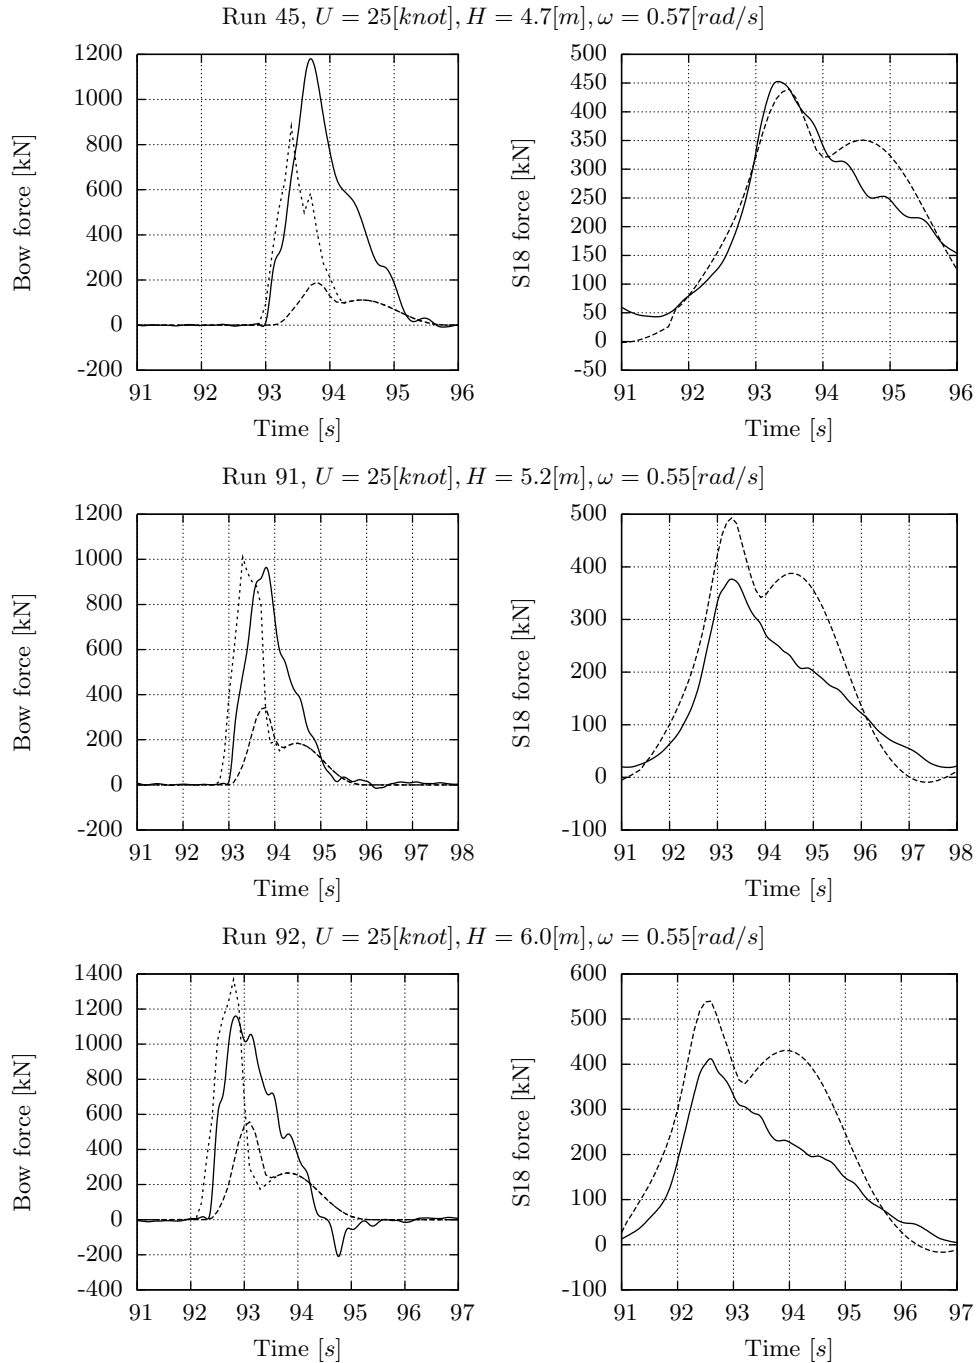 Run 45, U = 25[knot], H = 4.7[m], ω = 0.57[rad/s]
1200
1000
800
600
400
200
0
-200
Bow force [kN]
91 92 93 94 95 96
Time [s]
500
450
400
350
300
250
200
150
100
50
0
-50
S18 force [kN]
91 92 93 94 95 96
Time [s]
Run 91, U = 25[knot], H = 5.2[m], ω = 0.55[rad/s]
1200
1000
800
600
400
200
0
-200
Bow force [kN]
91 92 93 94 95 96 97 98
Time [s]
500
400
300
200
100
0
-100
S18 force [kN]
91 92 93 94 95 96 97 98
Time [s]
Run 92, U = 25[knot], H = 6.0[m], ω = 0.55[rad/s]
1400
1200
1000
800
600
400
200
0
-200
-400
Bow force [kN]
91 92 93 94 95 96 97
Time [s]
600
500
400
300
200
100
0
-100
S18 force [kN]
91 92 93 94 95 96 97
Time [s]